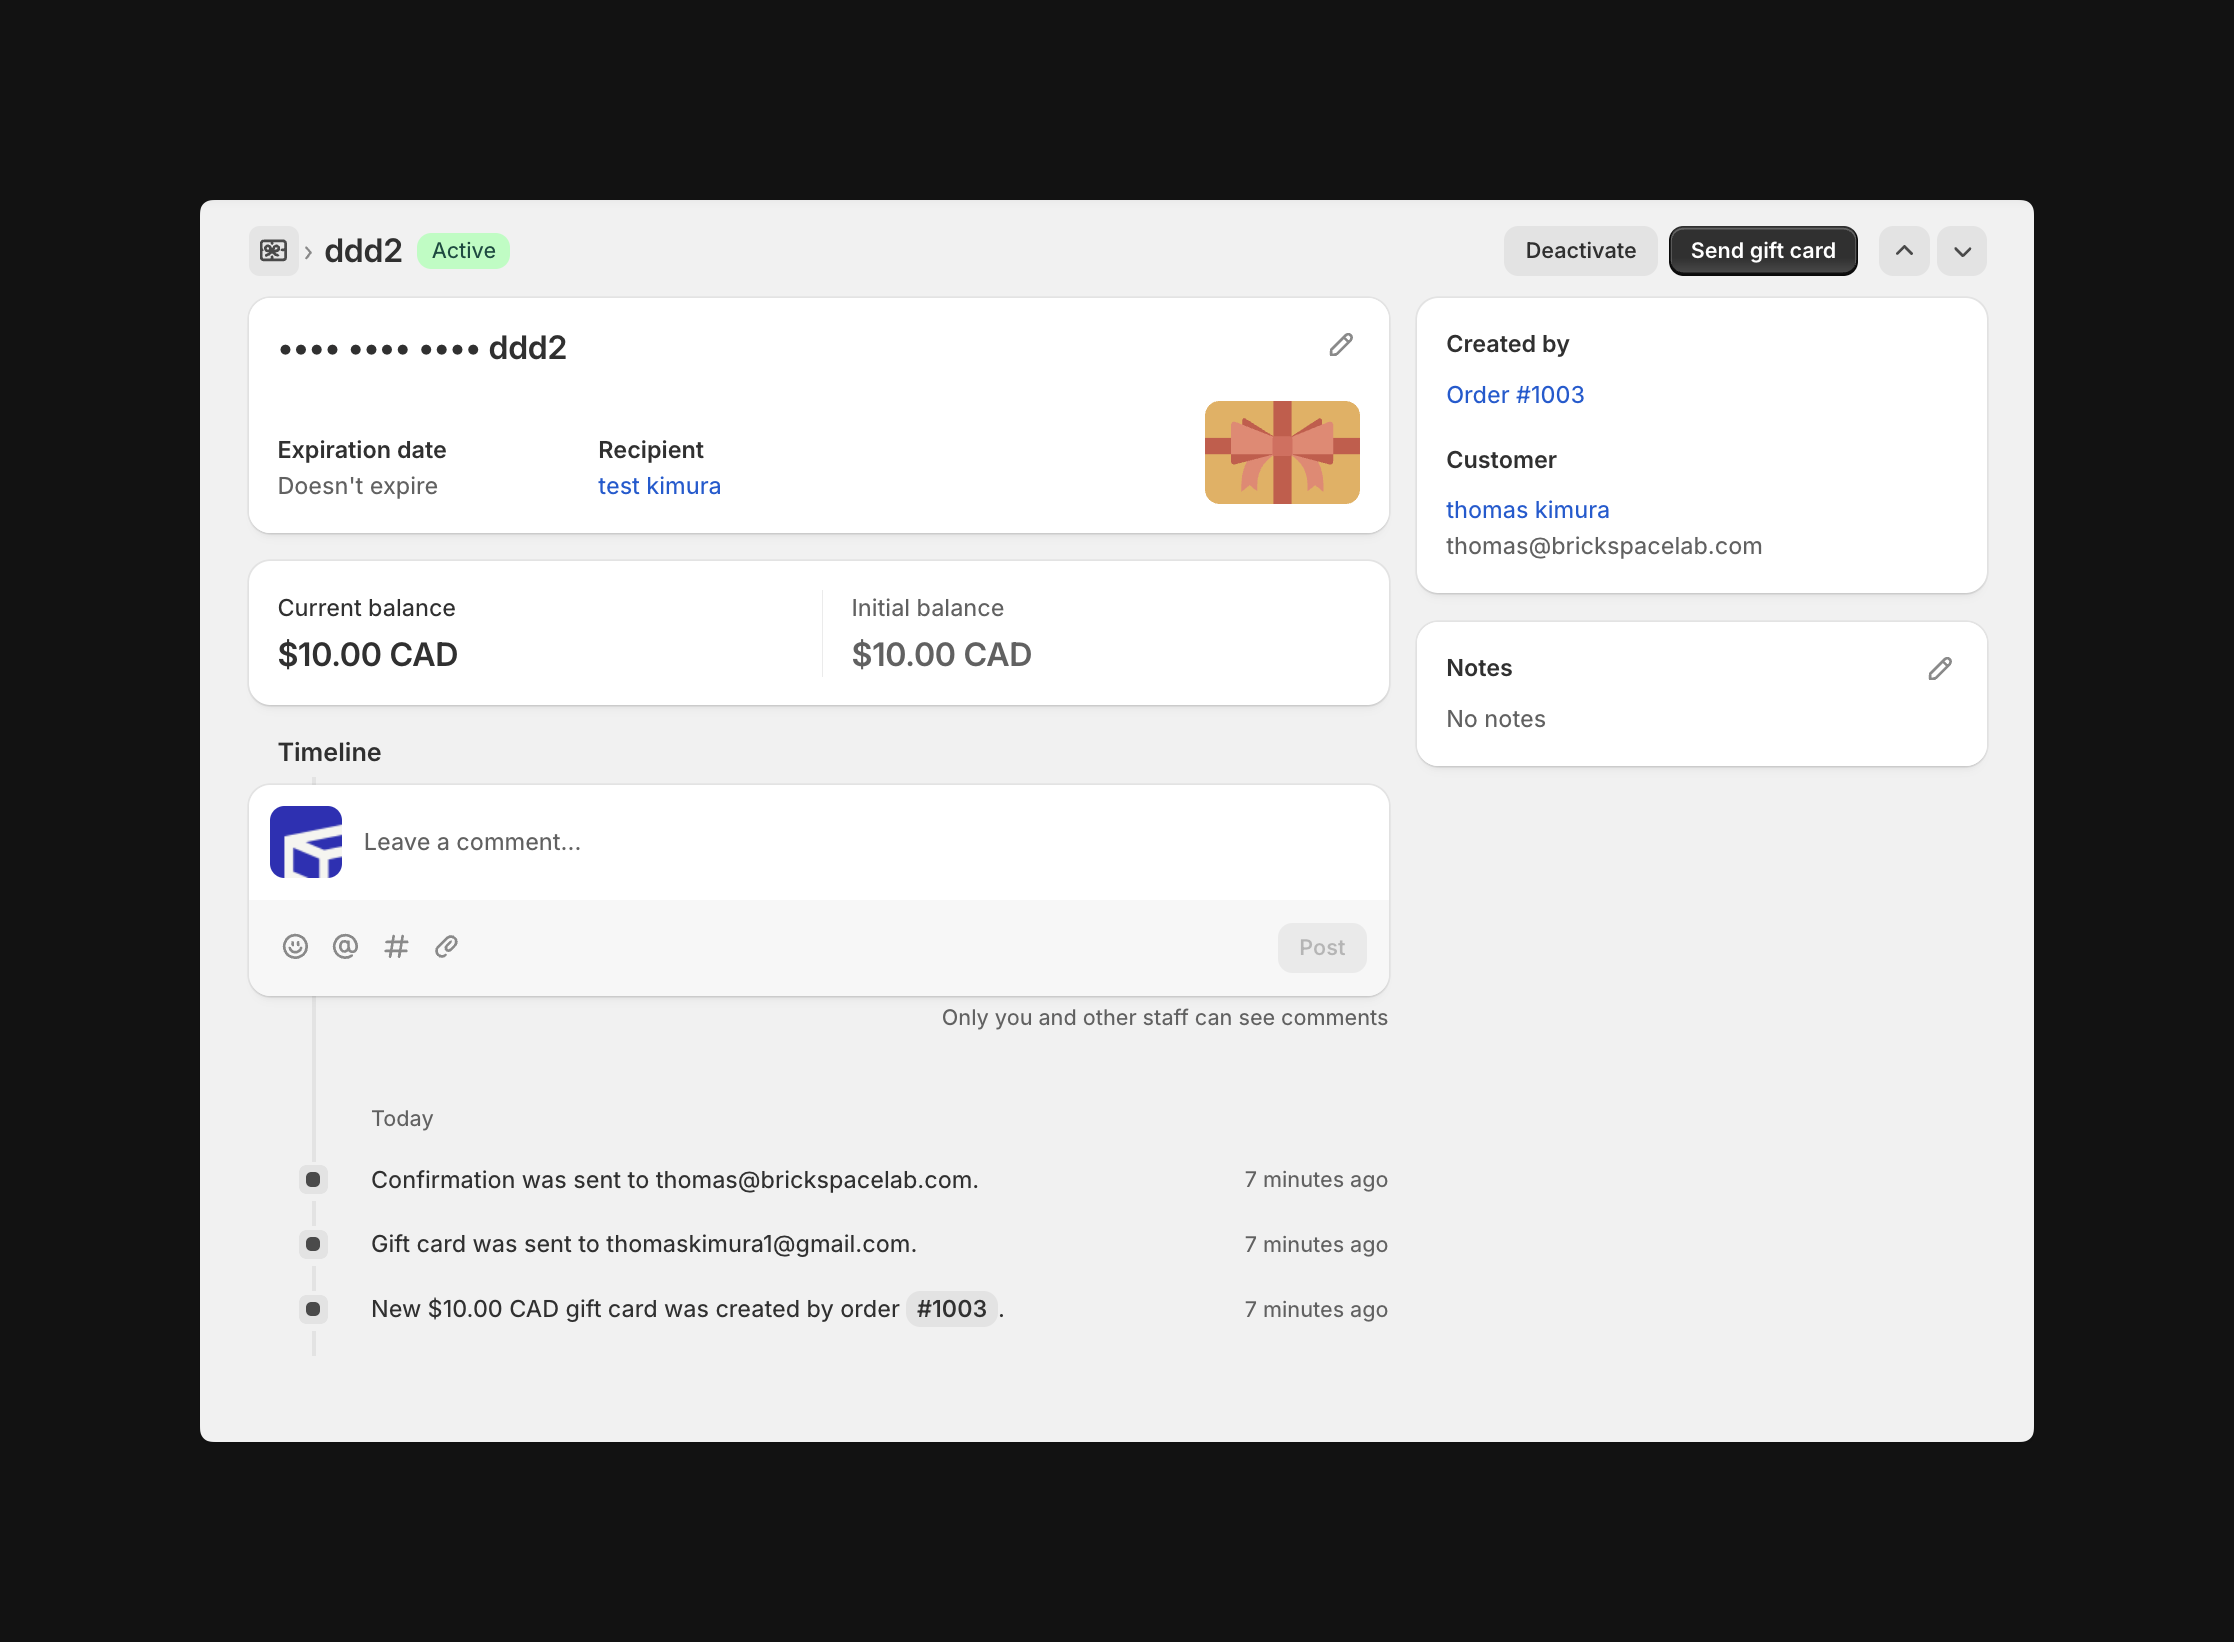 ddd2 Active
Deactivate
Send gift card
•••• •••• •••• ddd2
Expiration date
Doesn't expire
Recipient
test kimura
Current balance
$10.00 CAD
Initial balance
$10.00 CAD
Timeline
Leave a comment...
Post
Only you and other staff can see comments
Today
Confirmation was sent to thomas@brickspacelab.com. 7 minutes ago
Gift card was sent to thomaskimura1@gmail.com. 7 minutes ago
New $10.00 CAD gift card was created by order #1003. 7 minutes ago
Created by
Order #1003
Customer
thomas kimura
thomas@brickspacelab.com
Notes
No notes